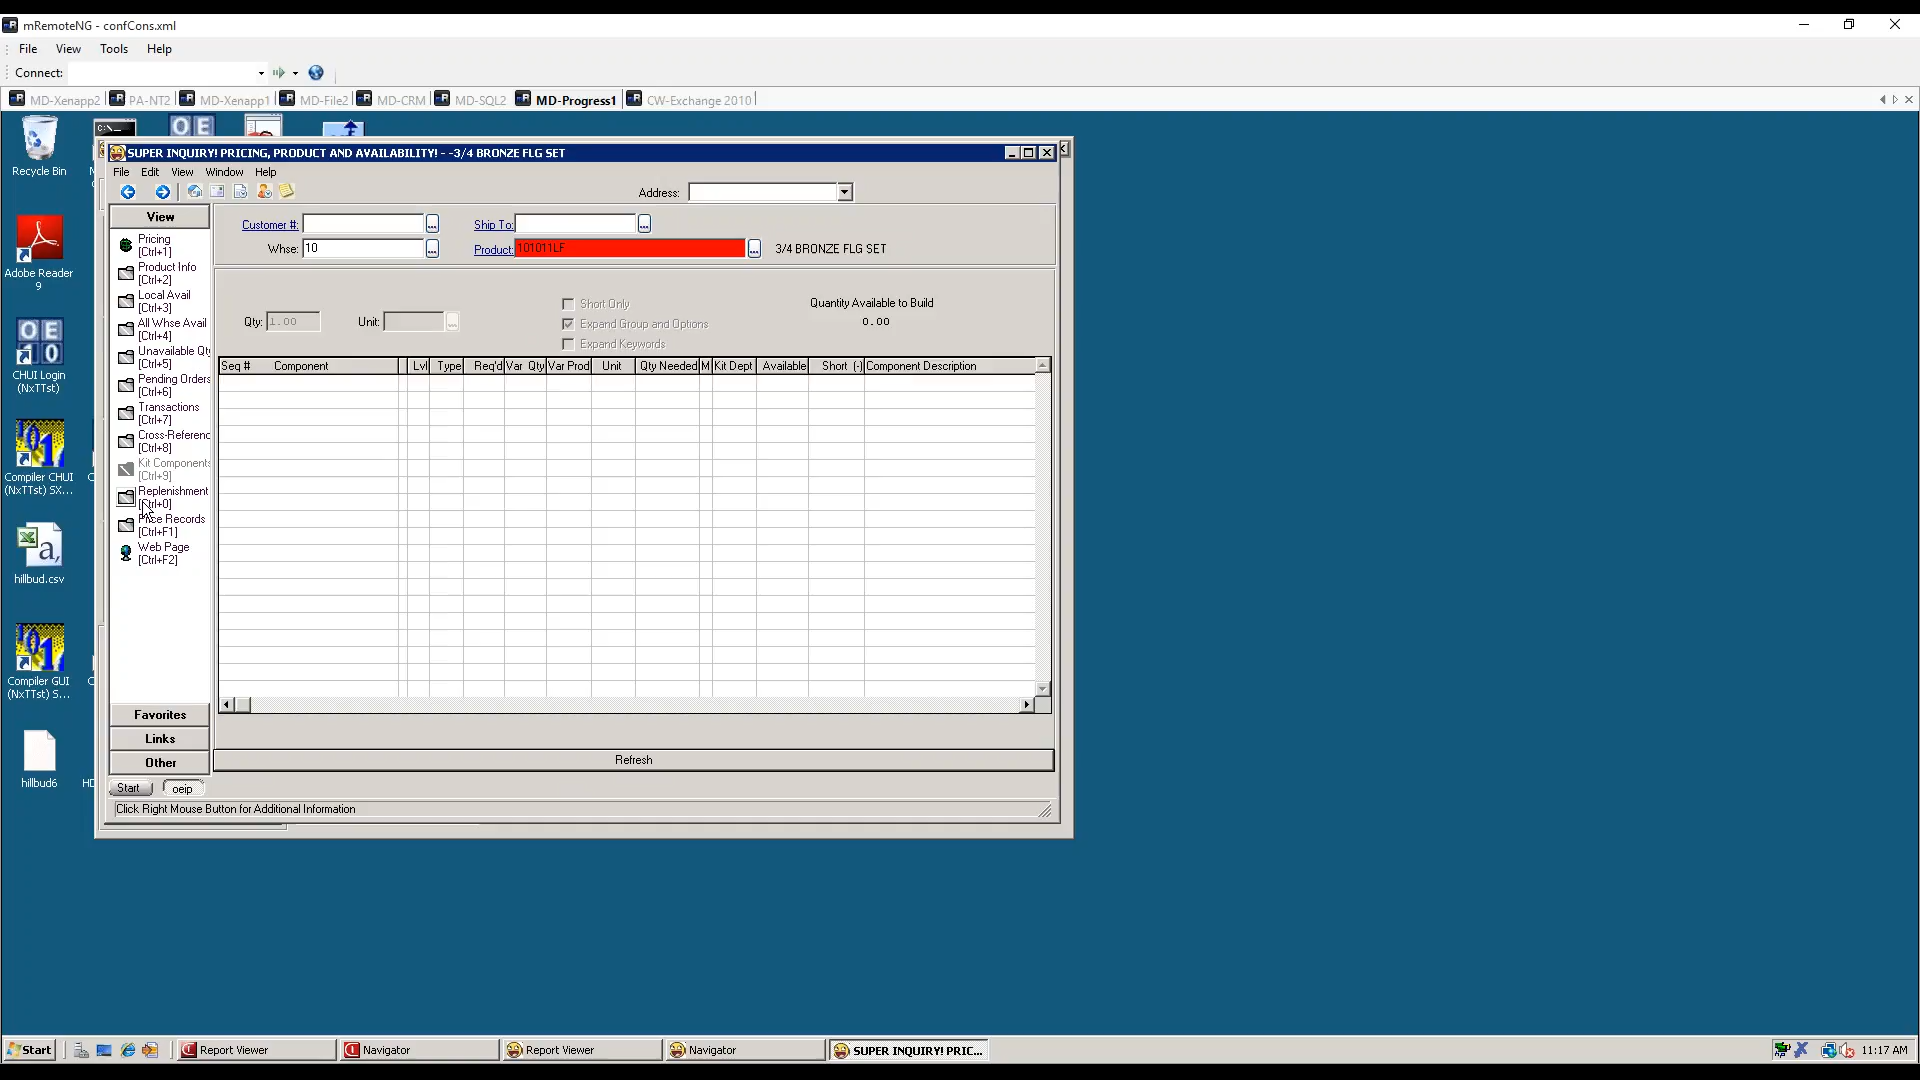 mRemoteNG - confCons.xml
File View Tools Help
Connect:
MD-Xenapp2 PA-NT2 MD-Xenapp1 MD-File2 MD-CRM MD-SQL2 MD-Progress1 CW-Exchange 2010
Recycle Bin
Adobe Reader
9
CHUI Login
(NxTTst)
Compiler CHUI
(NxTTst) SX...
hillbud.csv
Compiler GUI
(NxTTst) S...
hillbud6
HD
SUPER INQUIRY! PRICING, PRODUCT AND AVAILABILITY! - -3/4 BRONZE FLG SET
File Edit View Window Help
Address:
View
Pricing
[Ctrl+1]
Product Info
[Ctrl+2]
Local Avail
[Ctrl+3]
All Whse Avail
[Ctrl+4]
Unavailable Qty
[Ctrl+5]
Pending Orders
[Ctrl+6]
Transactions
[Ctrl+7]
Cross-Referenc
[Ctrl+8]
Kit Components
[Ctrl+9]
Replenishment
[Ctrl+0]
Price Records
[Ctrl+F1]
Web Page
[Ctrl+F2]
Favorites
Links
Other
Customer #: Ship To:
Whse: 10 Product: 101011LF 3/4 BRONZE FLG SET
Short Only Quantity Available to Build
Qty: 1.00 Unit: Expand Group and Options 0.00
Expand Keywords
Seq # Component Lvl Type Req'd Var Qty Var Prod Unit Qty Needed M Kit Dept Available Short (-) Component Description
Refresh
Start oeip
Click Right Mouse Button for Additional Information
Start Report Viewer Navigator Report Viewer Navigator SUPER INQUIRY! PRIC... 11:17 AM